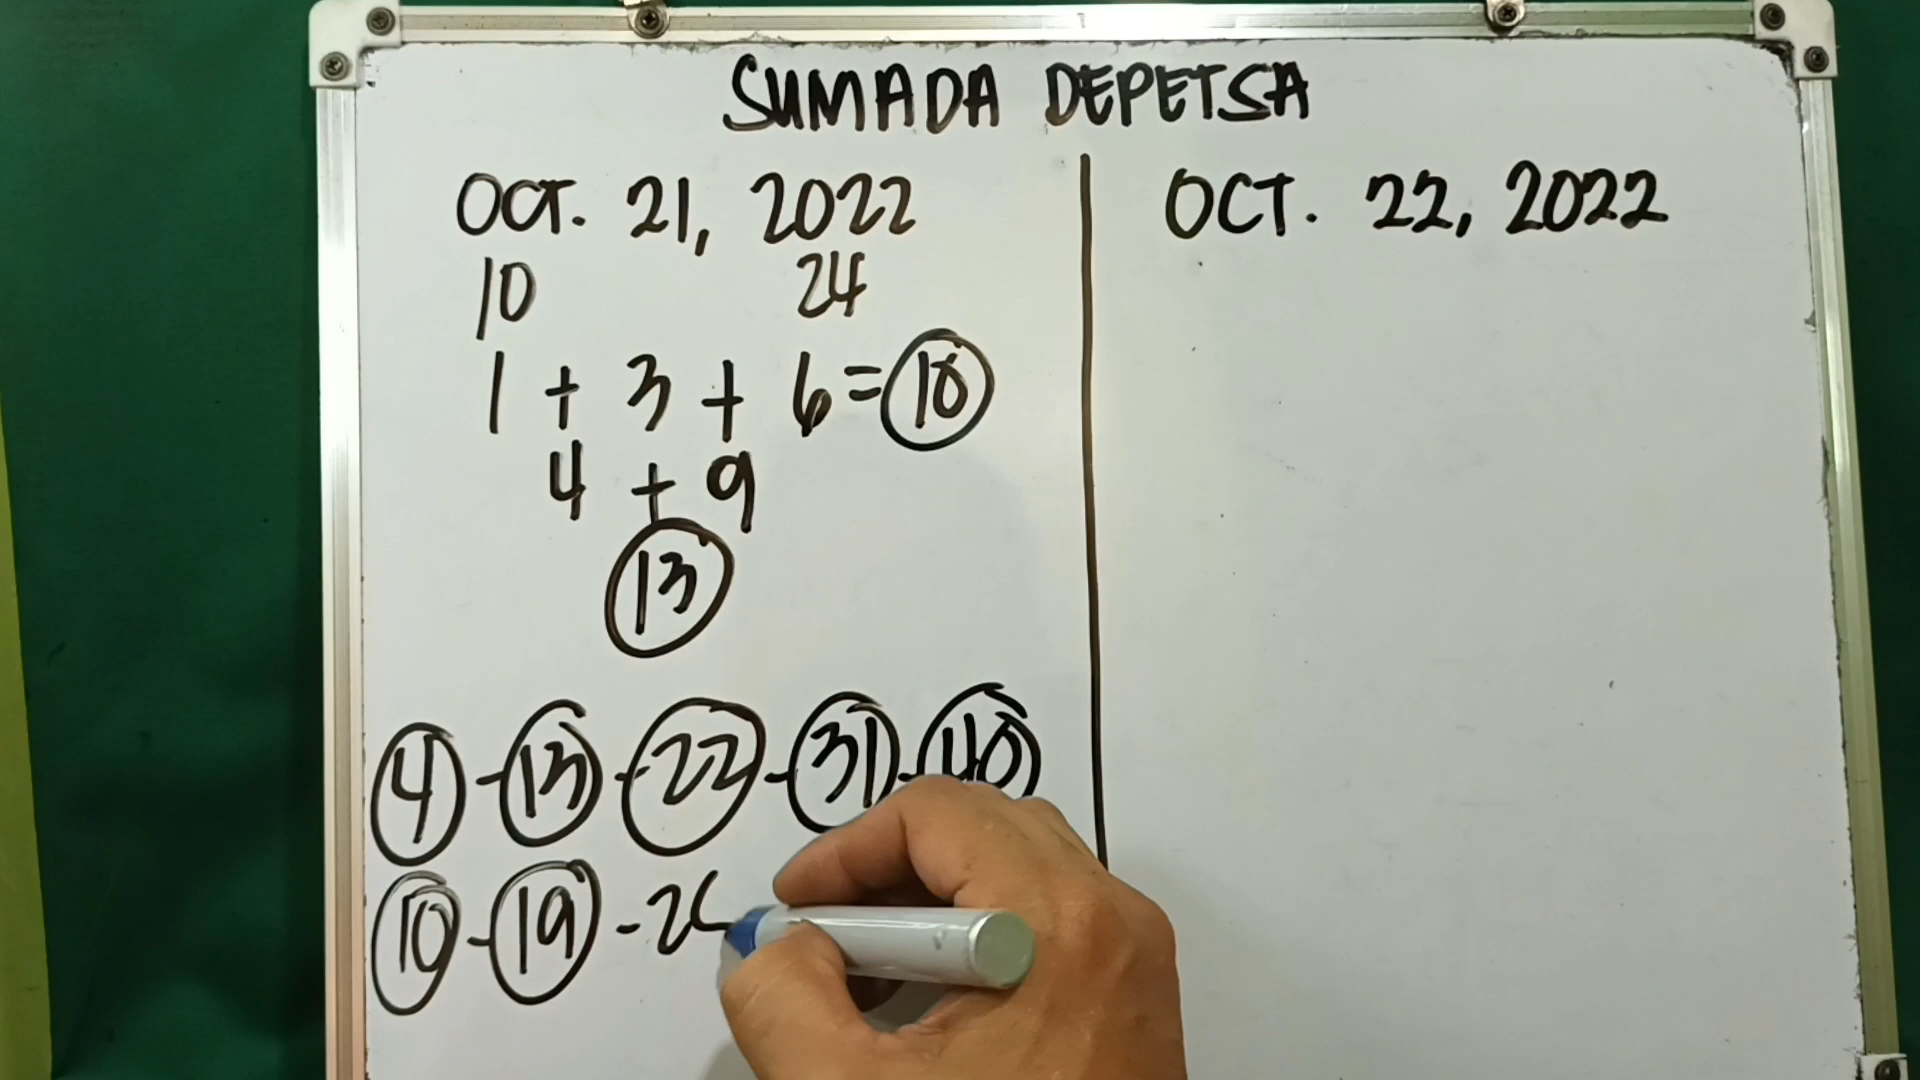 SUMADA DEPETSA
OCT. 21, 2022
10 24
1 + 3 + 6 = 10
4 + 9
13
4 - 13 - 22 - 31 - 40
10 - 19 -
OCT. 22, 2022